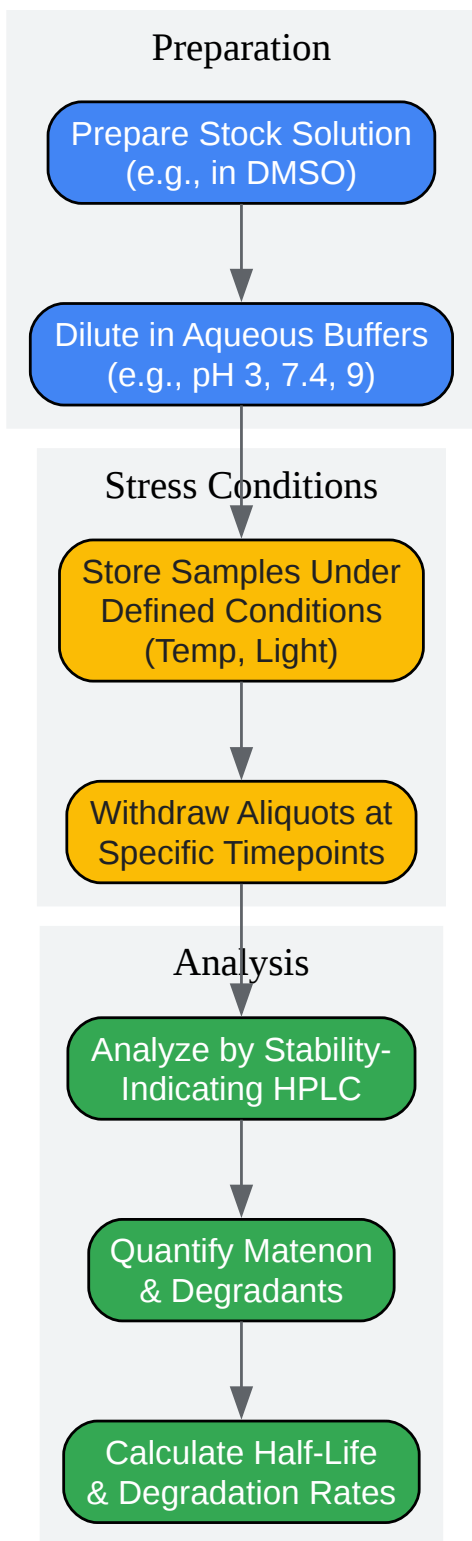 Preparation
Prepare Stock Solution
(e.g., in DMSO)
Dilute in Aqueous Buffers
(e.g., pH 3, 7.4, 9)
Stress Conditions
Store Samples Under
Defined Conditions
(Temp, Light)
Withdraw Aliquots at
Specific Timepoints
Analysis
Analyze by Stability-
Indicating HPLC
Quantify Matenon
& Degradants
Calculate Half-Life
& Degradation Rates